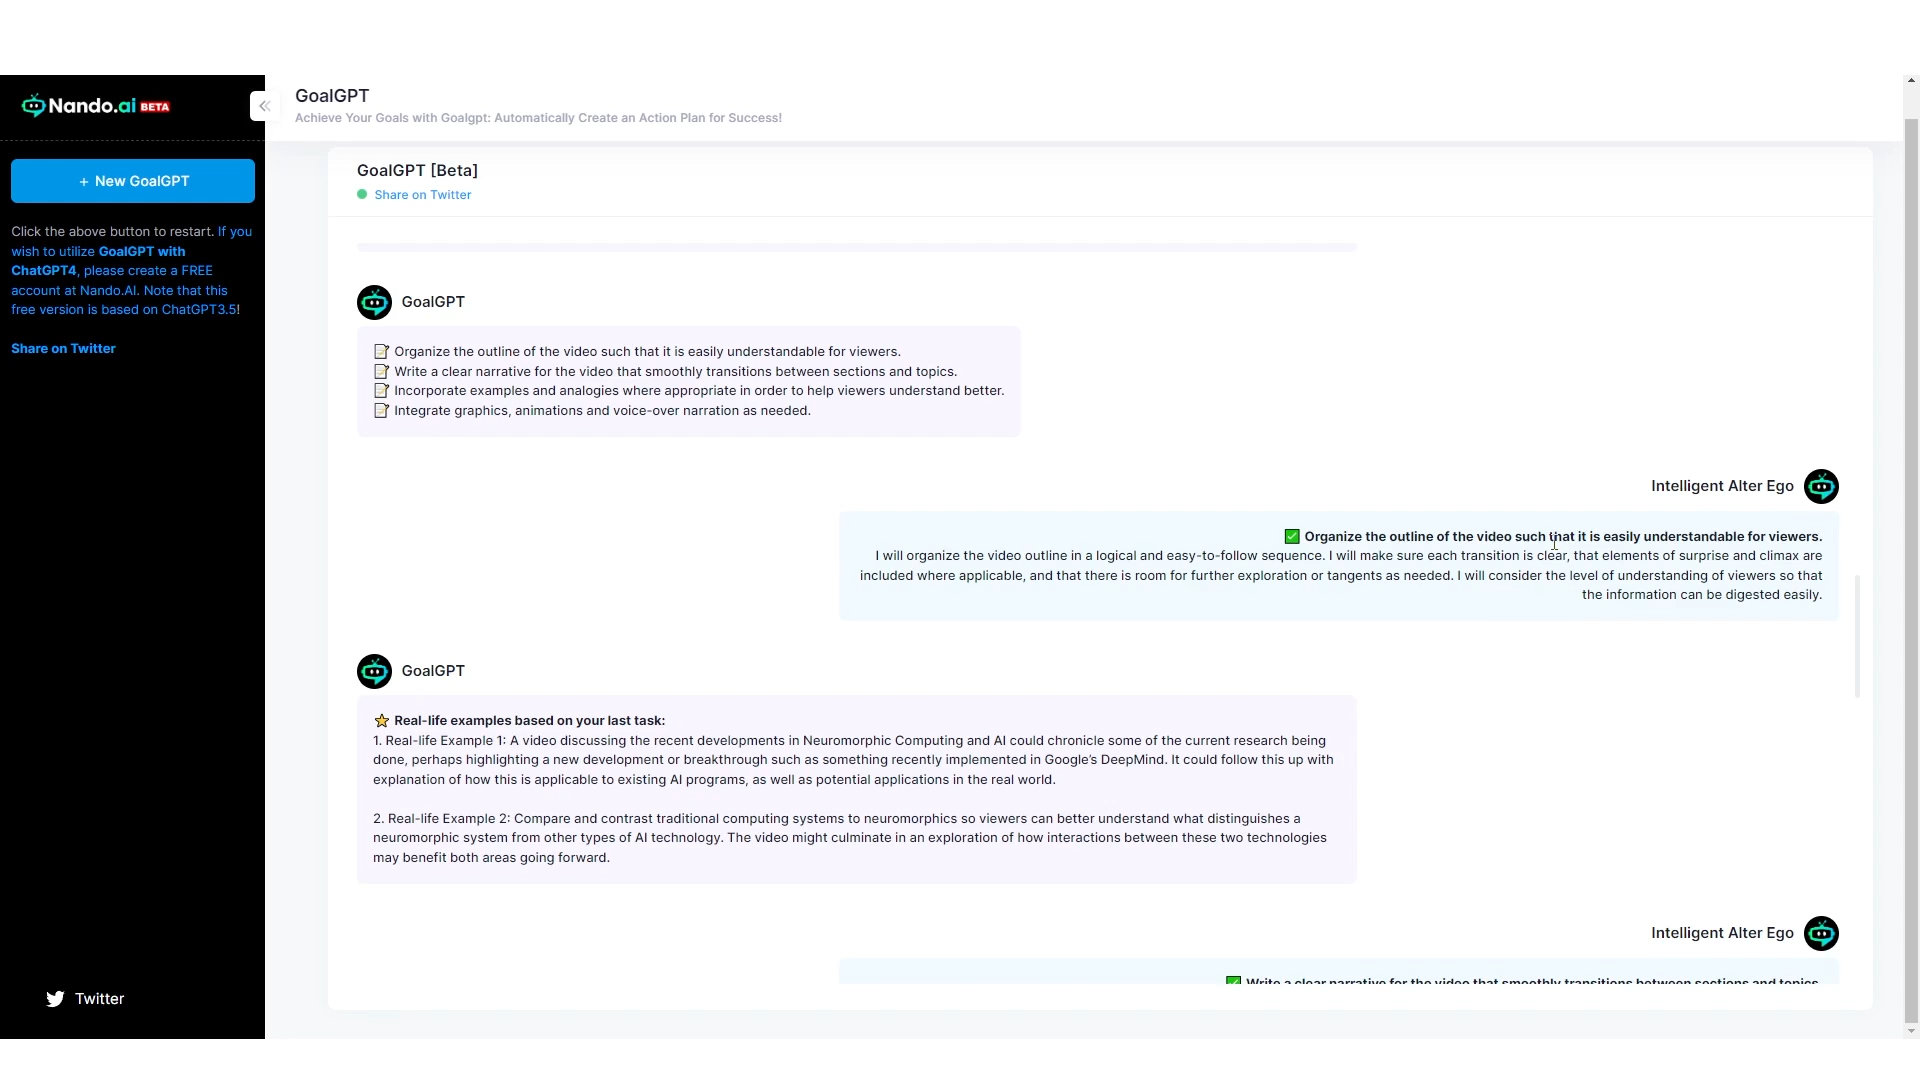 Nando.ai BETA
GoalGPT
Achieve Your Goals with Goalgpt: Automatically Create an Action Plan for Success!
+ New GoalGPT
Click the above button to restart. If you
wish to utilize GoalGPT with
ChatGPT4, please create a FREE
account at Nando.AI. Note that this
free version is based on ChatGPT3.5!
Share on Twitter
Twitter
GoalGPT [Beta]
Share on Twitter
GoalGPT
Organize the outline of the video such that it is easily understandable for viewers.
Write a clear narrative for the video that smoothly transitions between sections and topics.
Incorporate examples and analogies where appropriate in order to help viewers understand better.
Integrate graphics, animations and voice-over narration as needed.
Intelligent Alter Ego
Organize the outline of the video such that it is easily understandable for viewers.
I will organize the video outline in a logical and easy-to-follow sequence. I will make sure each transition is clear, that elements of surprise and climax are
included where applicable, and that there is room for further exploration or tangents as needed. I will consider the level of understanding of viewers so that
the information can be digested easily.
GoalGPT
Real-life examples based on your last task:
1. Real-life Example 1: A video discussing the recent developments in Neuromorphic Computing and AI could chronicle some of the current research being
done, perhaps highlighting a new development or breakthrough such as something recently implemented in Google's DeepMind. It could follow this up with
explanation of how this is applicable to existing AI programs, as well as potential applications in the real world.
2. Real-life Example 2: Compare and contrast traditional computing systems to neuromorphics so viewers can better understand what distinguishes a
neuromorphic system from other types of AI technology. The video might culminate in an exploration of how interactions between these two technologies
may benefit both areas going forward.
Intelligent Alter Ego
Write a clear narrative for the video that smoothly transitions between sections and topics.